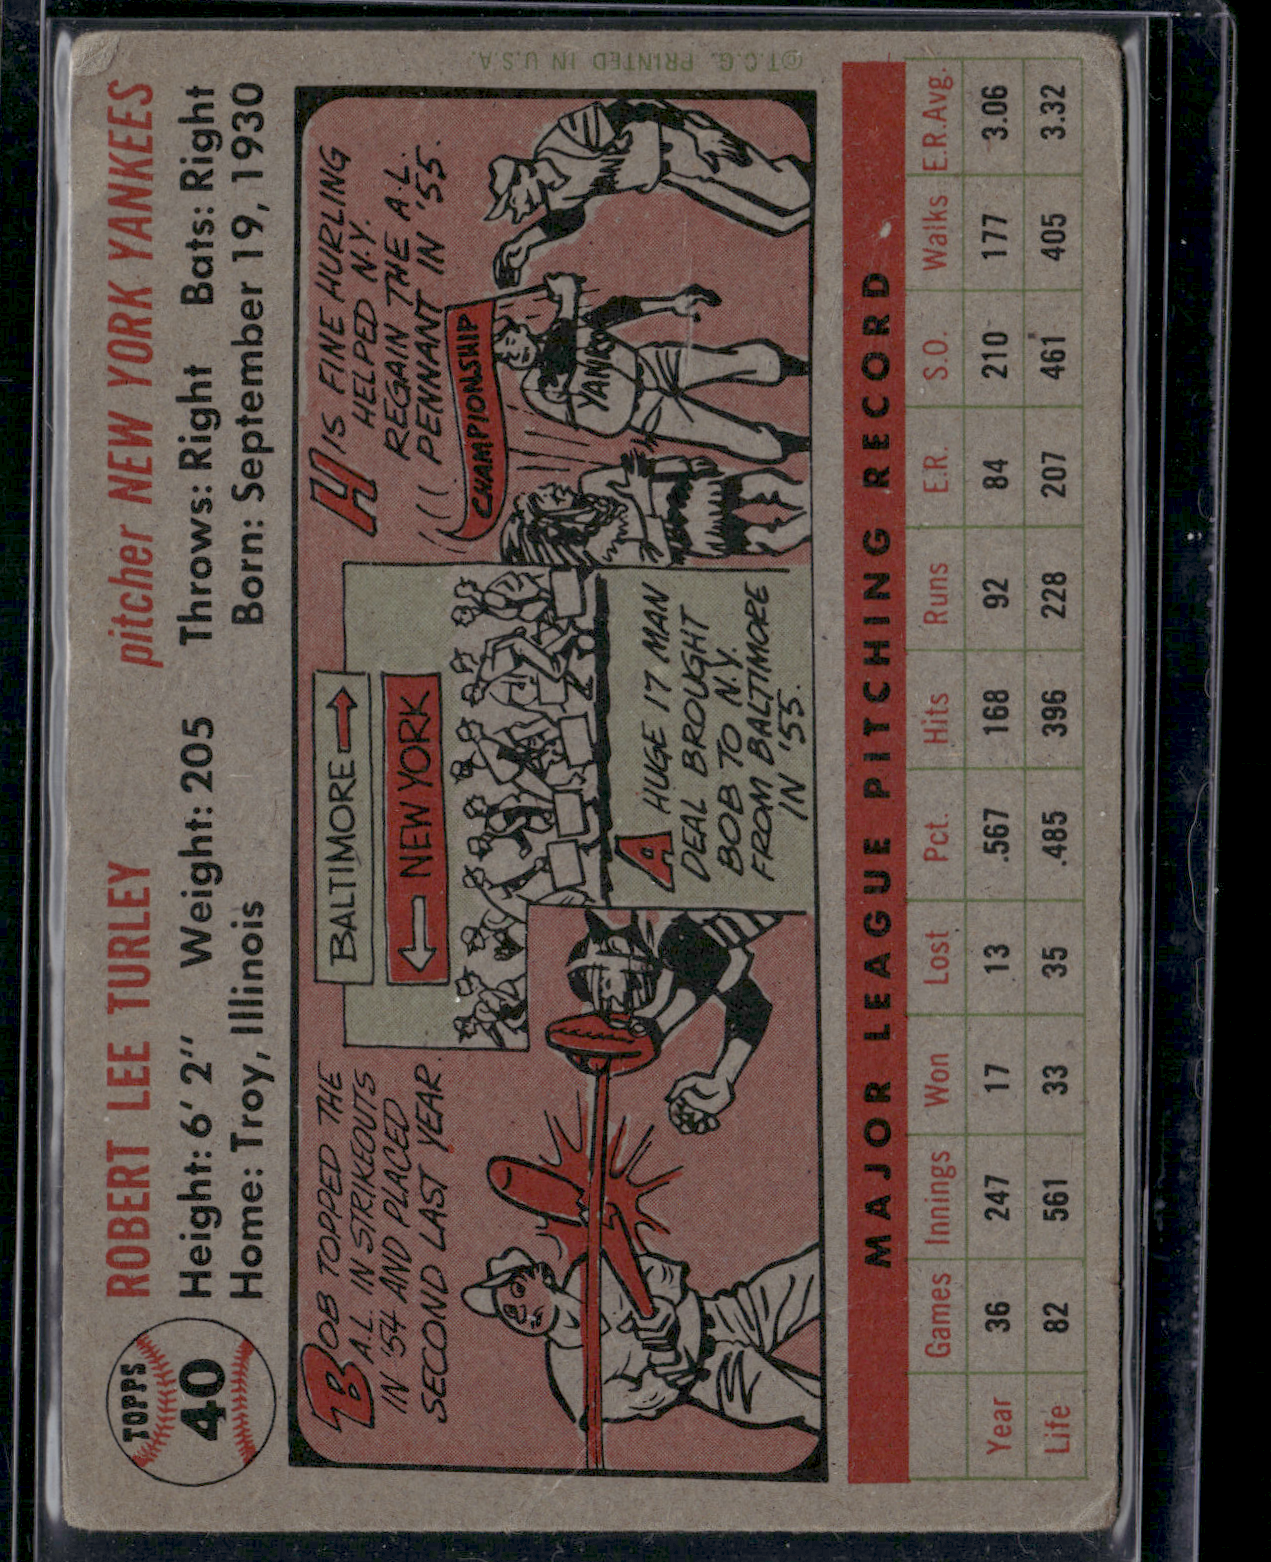 TOPPS
40
ROBERT LEE TURLEY pitcher NEW YORK YANKEES
Height: 6' 2" Weight: 205 Throws: Right Bats: Right
Home: Troy, Illinois Born: September 19, 1930
BOB TOPPED THE
A.L. IN STRIKEOUTS
IN '54 AND PLACED
SECOND LAST YEAR.
BALTIMORE
NEW YORK
A HUGE 17 MAN
DEAL BROUGHT
BOB TO N.Y.
FROM BALTIMORE
IN '55.
HIS FINE HURLING
HELPED N.Y.
REGAIN THE A.L.
PENNANT IN '55.
CHAMPIONSHIP
YANKS
MAJOR LEAGUE PITCHING RECORD
Games Innings Won Lost Pct. Hits Runs E.R. S.O. Walks E.R.Avg.
Year 36 247 17 13 .567 168 92 84 210 177 3.06
Life 82 561 33 35 .485 396 228 207 461 405 3.32
©T.C.G. PRINTED IN U.S.A.